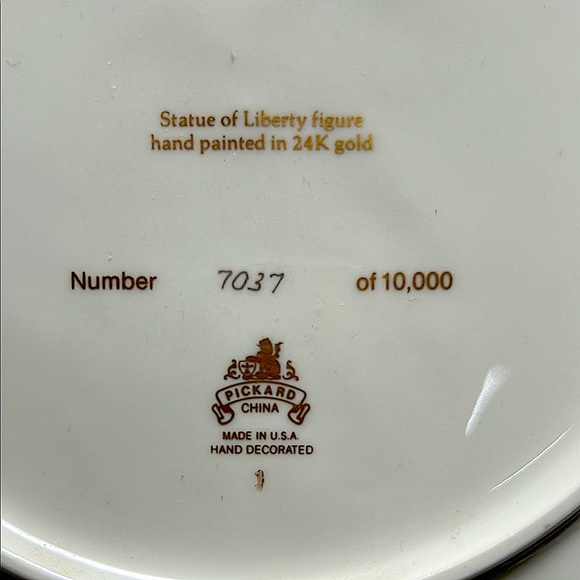 Statue of Liberty figure
hand painted in 24K gold
Number 7037 of 10,000
PICKARD
CHINA
MADE IN U.S.A.
HAND DECORATED